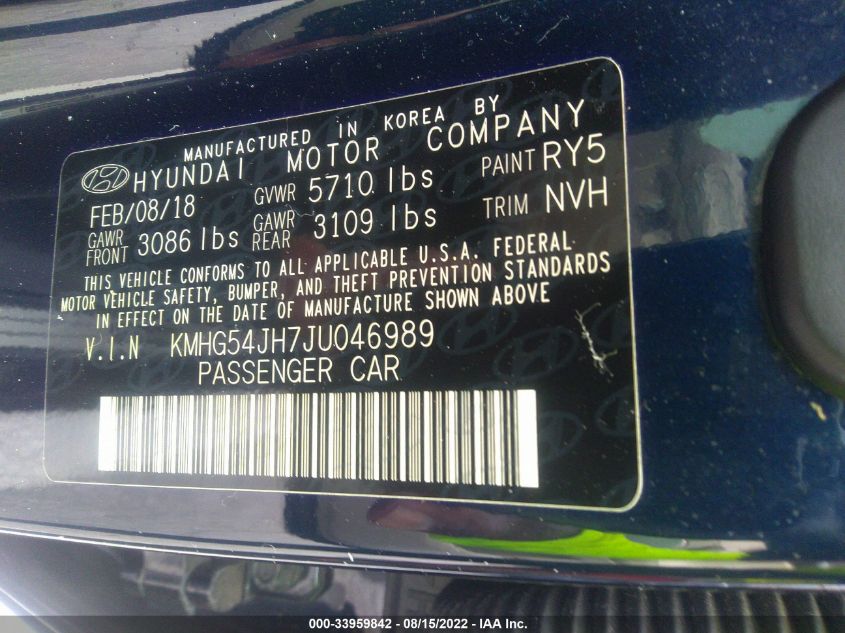 MANUFACTURED IN KOREA BY
HYUNDAI MOTOR COMPANY
FEB/08/18 GVWR 5710 lbs PAINT RY5
GAWR FRONT 3086 lbs GAWR REAR 3109 lbs TRIM NVH
THIS VEHICLE CONFORMS TO ALL APPLICABLE U.S.A. FEDERAL
MOTOR VEHICLE SAFETY, BUMPER, AND THEFT PREVENTION STANDARDS
IN EFFECT ON THE DATE OF MANUFACTURE SHOWN ABOVE
V.I.N KMHG54JH7JU046989
PASSENGER CAR
000-33959842 - 08/15/2022 - IAA Inc.